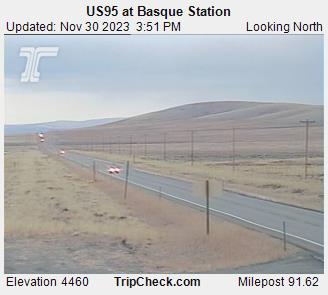 US95 at Basque Station
Updated: Nov 30 2023 3:51 PM Looking North
Elevation 4460 TripCheck.com Milepost 91.62